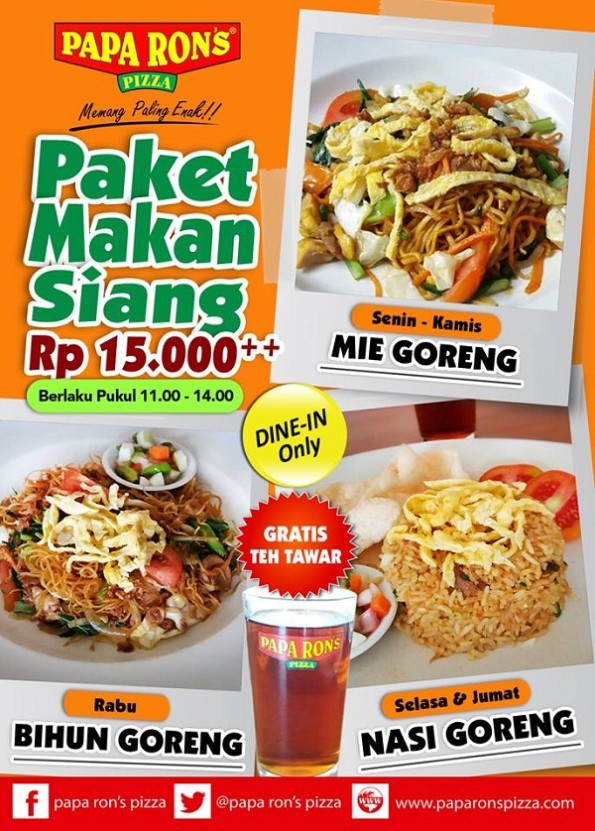 PAPA RON'S
PIZZA
Memang Paling Enak!!
Paket
Makan
Siang
Rp 15.000++
Berlaku Pukul 11.00 - 14.00
Senin - Kamis
MIE GORENG
DINE-IN
Only
GRATIS
TEH TAWAR
PAPA RON'S
PIZZA
Rabu
BIHUN GORENG
Selasa & Jumat
NASI GORENG
f papa ron's pizza
@papa ron's pizza
www www.paparonspizza.com